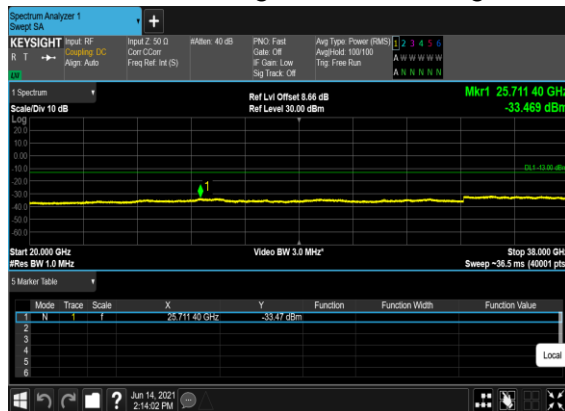 Spectrum Analyzer 1
Swept SA
+
KEYSIGHT Input: RF Input Z: 50 Ω #Atten: 40 dB PNO: Fast Avg Type: Power (RMS) 1 2 3 4 5 6
R T Coupling: DC Corr CCorr Gate: Off Avg|Hold: 100/100 A W W W W W
Align: Auto Freq Ref: Int (S) IF Gain: Low Trig: Free Run
LW Sig Track: Off A N N N N N
1 Spectrum Ref Lvl Offset 8.66 dB Mkr1 25.711 40 GHz
Scale/Div 10 dB Ref Level 30.00 dBm -33.469 dBm
Log
20.0
10.0
0.00
-10.0 DL1 -13.00 dBm
-20.0 1
-30.0
-40.0
-50.0
-60.0
Start 20.000 GHz Video BW 3.0 MHz* Stop 38.000 GHz
#Res BW 1.0 MHz Sweep ~36.5 ms (40001 pts)
5 Marker Table
Mode Trace Scale X Y Function Function Width Function Value
1 N 1 f 25.711 40 GHz -33.47 dBm
2
3
4
5 Local
6
? Jun 14, 2021
2:14:02 PM